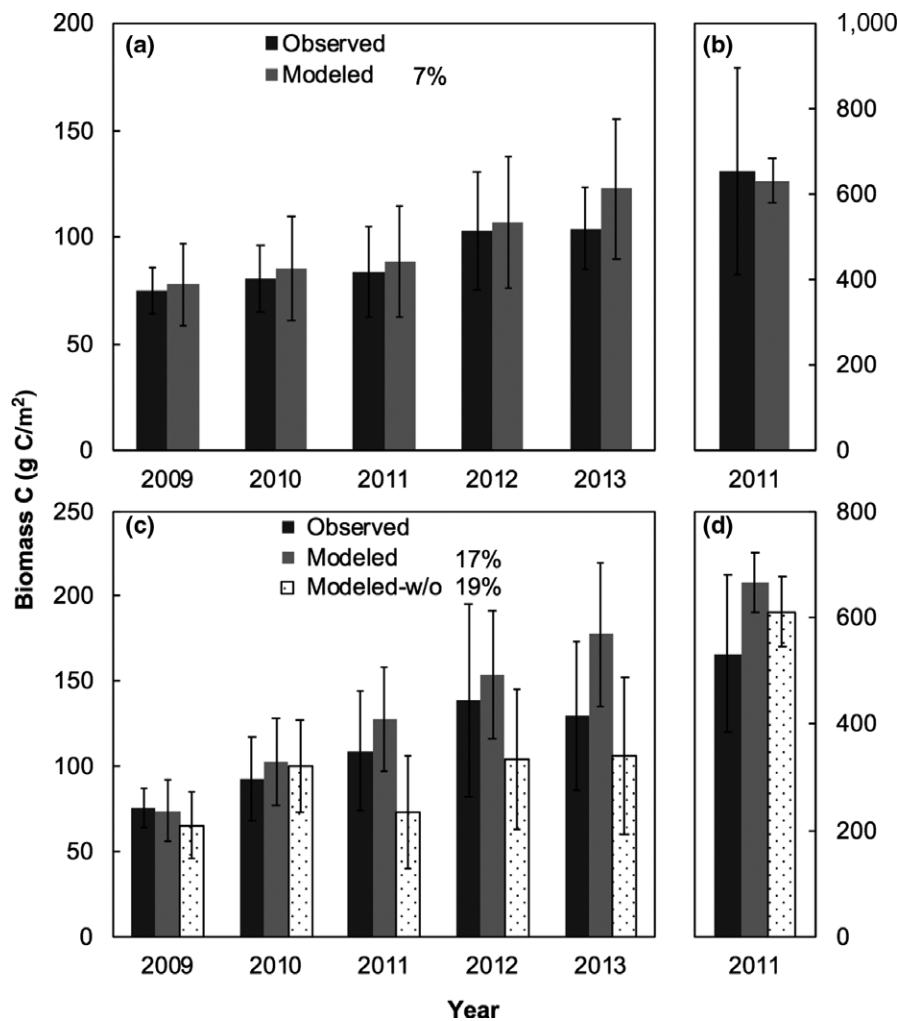 200
150
100
50
0
(a)
Observed
Modeled 7%
2009 2010 2011 2012 2013
(b)
1,000
800
600
400
200
0
2011
Biomass C (g C/m²)
250
200
150
100
50
0
(c)
Observed
Modeled 17%
Modeled-w/o 19%
2009 2010 2011 2012 2013
(d)
800
600
400
200
0
2011
Year